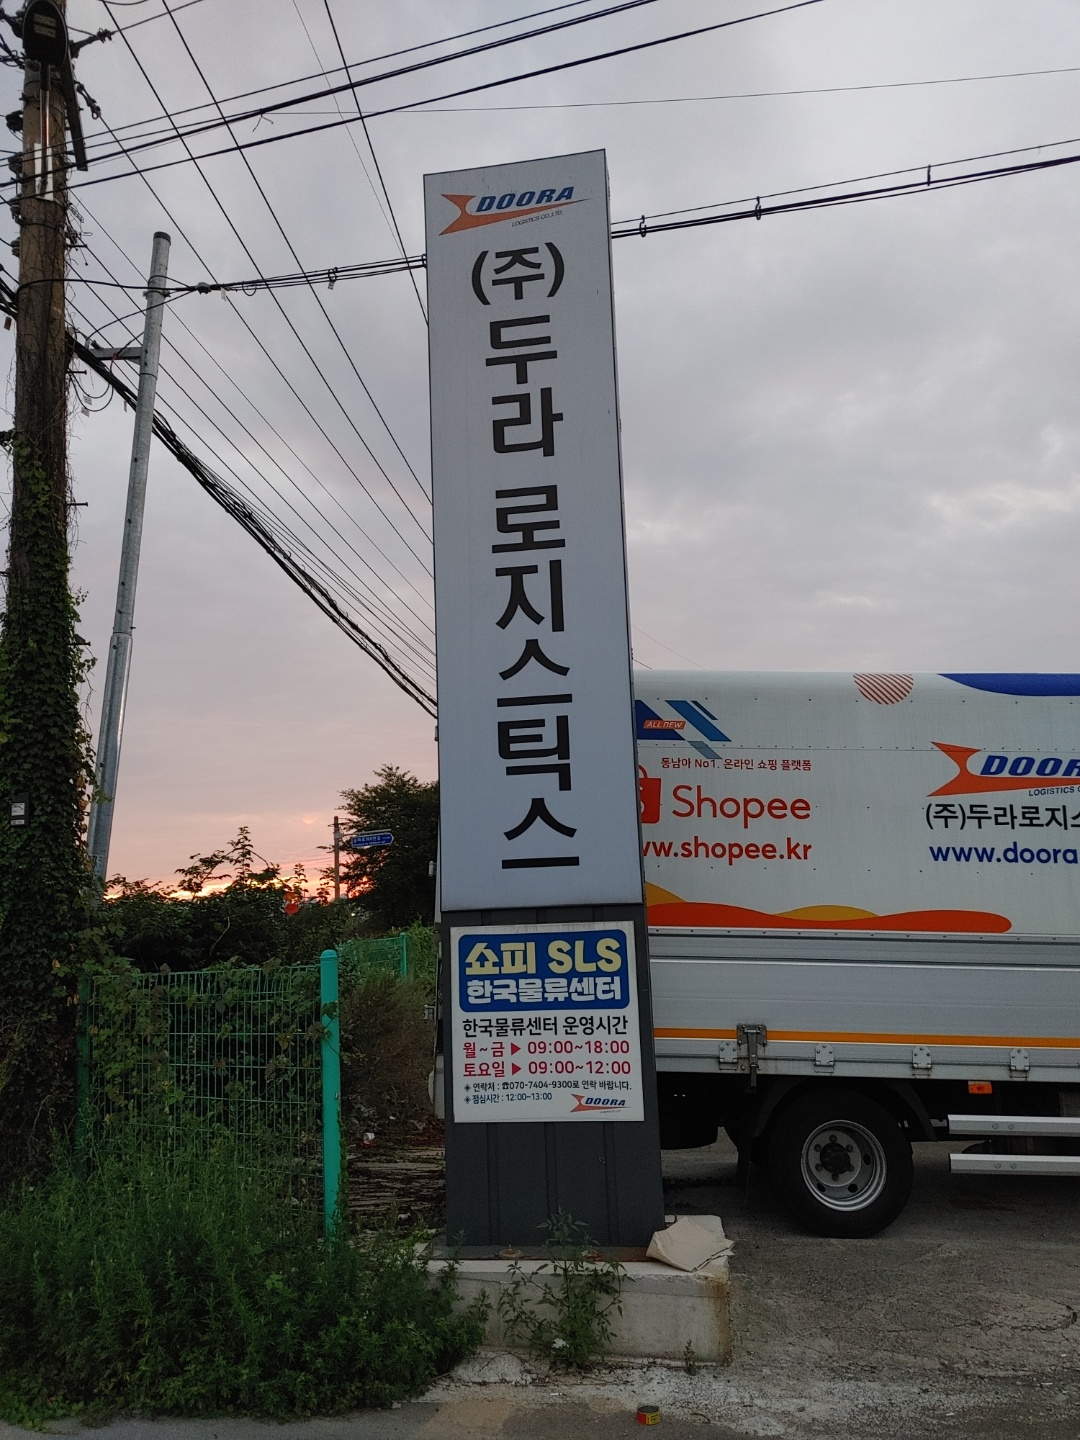 DOORA
LOGISTICS CO.,LTD
(주)두라 로지스틱스
쇼피 SLS
한국물류센터
한국물류센터 운영시간
월~금 ▶ 09:00~18:00
토요일 ▶ 09:00~12:00
◈ 연락처 : ☎070-7404-9300로 연락 바랍니다.
◈ 점심시간 : 12:00~13:00
DOORA
ALL NEW
동남아 No1. 온라인 쇼핑 플랫폼
Shopee
www.shopee.kr
DOORA
LOGISTICS
(주)두라로지스
www.doora